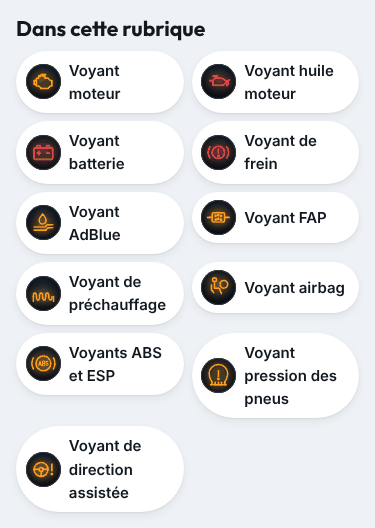 Dans cette rubrique
Voyant
moteur
Voyant huile
moteur
Voyant
batterie
Voyant de
frein
Voyant
AdBlue
Voyant FAP
Voyant de
préchauffage
Voyant airbag
Voyants ABS
et ESP
ABS
Voyant
pression des
pneus
Voyant de
direction
assistée